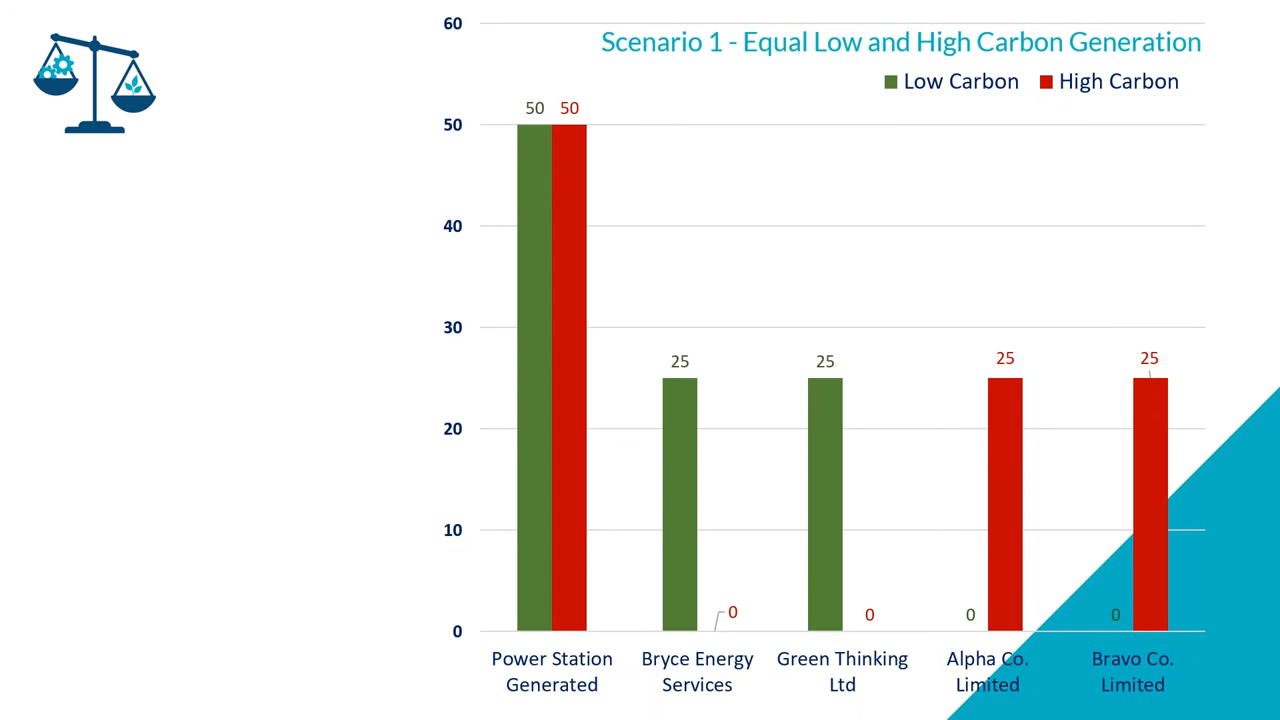 60
Scenario 1 - Equal Low and High Carbon Generation
Low Carbon High Carbon
50 50
50
40
30
25 25 25 25
20
10
0 0 0 0
0
Power Station Generated
Bryce Energy Services
Green Thinking Ltd
Alpha Co. Limited
Bravo Co. Limited